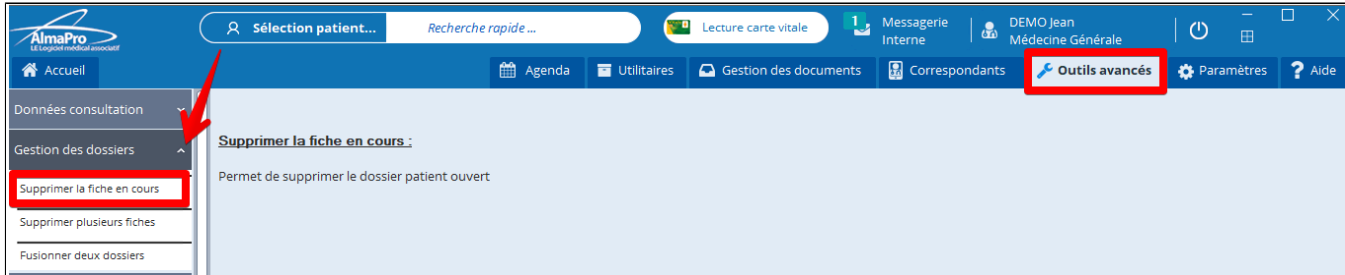 AlmaPro
LE Logiciel médical associatif
Sélection patient...
Recherche rapide ...
Lecture carte vitale
1
Messagerie
Interne
DEMO Jean
Médecine Générale
Accueil
Agenda
Utilitaires
Gestion des documents
Correspondants
Outils avancés
Paramètres
? Aide
Données consultation
Gestion des dossiers
Supprimer la fiche en cours
Supprimer plusieurs fiches
Fusionner deux dossiers
Supprimer la fiche en cours :
Permet de supprimer le dossier patient ouvert